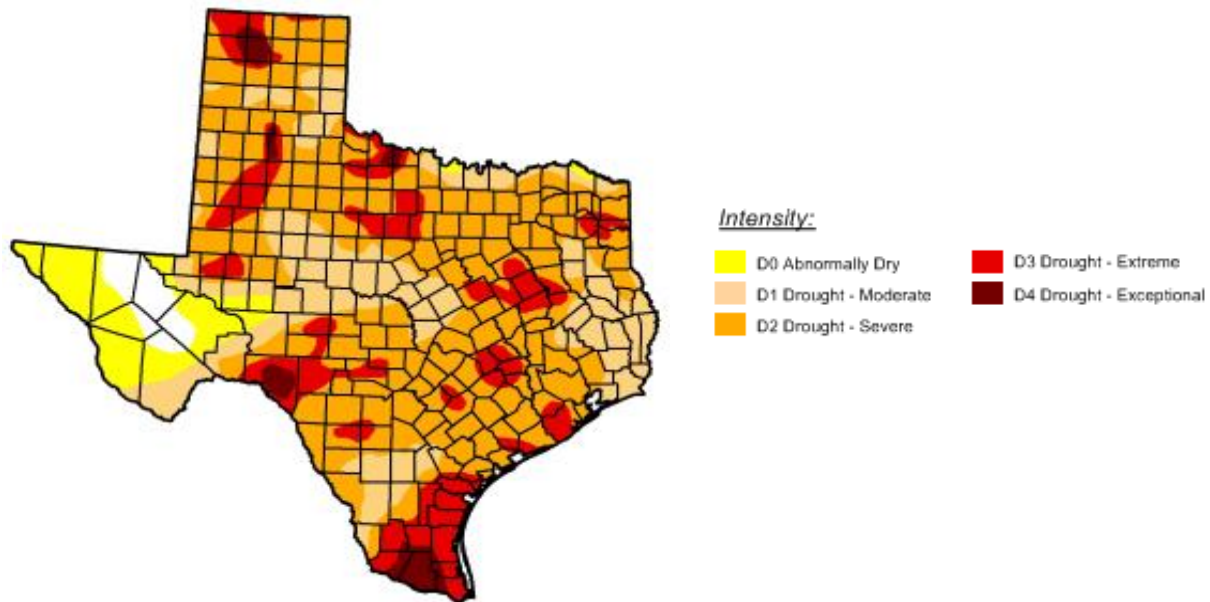 Intensity:
D0 Abnormally Dry
D1 Drought - Moderate
D2 Drought - Severe
D3 Drought - Extreme
D4 Drought - Exceptional